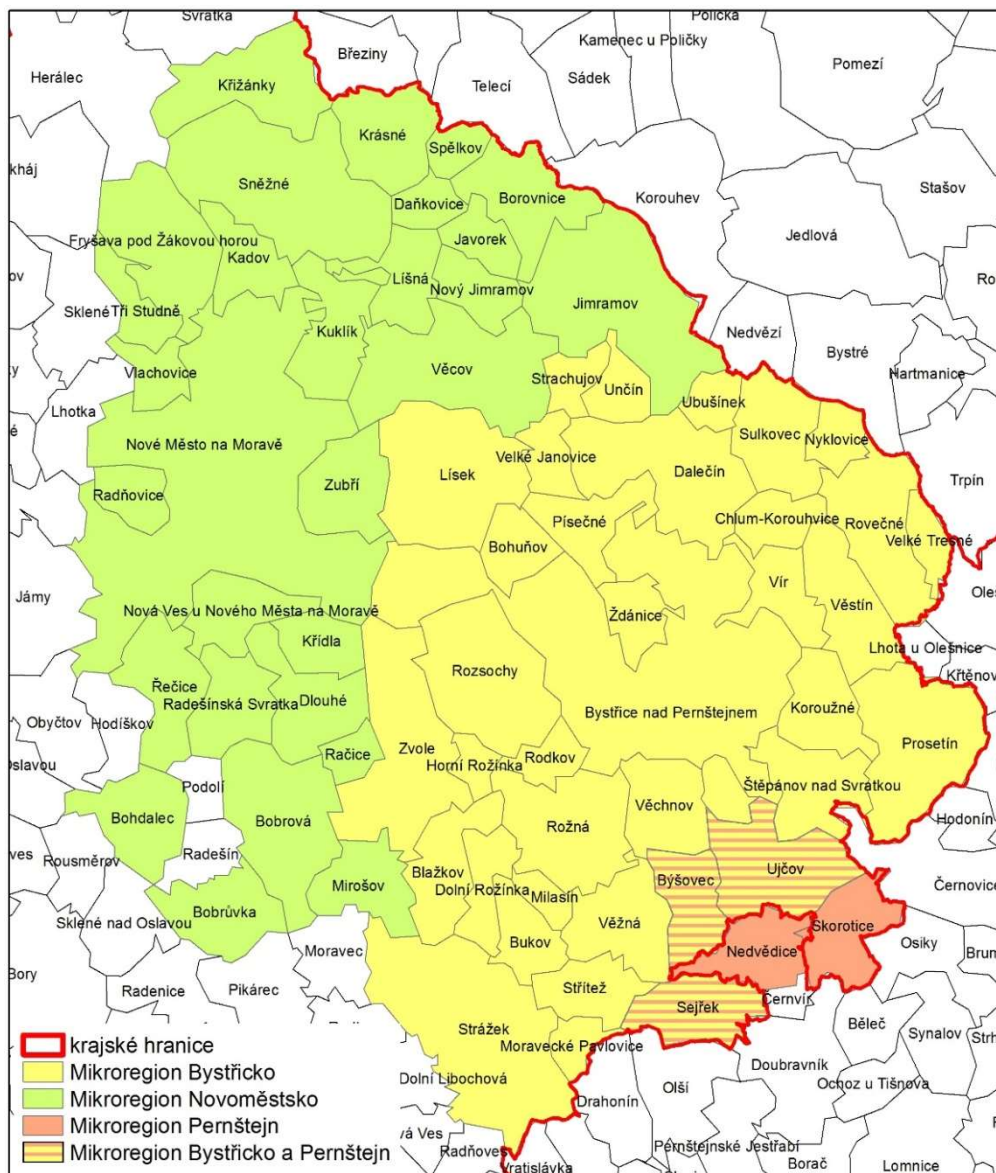 Svratka
Polička
Březiny
Kamenec u Poličky
Herálec
Telecí
Sádek
Pomezí
Křižánky
Krásné
Spělkov
Sněžné
Korouhev
Stašov
Daňkovice
Borovnice
Jedlová
Fryšava pod Žákovou horou
Kadov
Javorek
Líšná
Nový Jimramov
Jimramov
Sklené
Tři Studně
Kuklík
Nedvězí
Bystré
Vlachovice
Věcov
Strachujov
Unčín
Hartmanice
Lhotka
Ubušínek
Nové Město na Moravě
Sulkovec
Nyklovice
Radňovice
Zubří
Lísek
Velké Janovice
Dalečín
Trpín
Písečné
Chlum-Korouhvice
Rovečné
Velké Tresné
Bohuňov
Vír
Jámy
Nová Ves u Nového Města na Moravě
Ždánice
Věstín
Křídla
Lhota u Olešnice
Rozsochy
Křtěnov
Řečice
Radešínská Svratka
Dlouhé
Bystřice nad Pernštejnem
Koroužné
Obyčtov
Hodíškov
Prosetín
Račice
Zvole
Horní Rožínka
Rodkov
Podolí
Věchnov
Štěpánov nad Svratkou
Bohdalec
Bobrová
Rožná
Hodonín
Rousměrov
Radešín
Blažkov
Býšovec
Ujčov
Mirošov
Dolní Rožínka
Milasín
Černovice
Bobrůvka
Věžná
Skorotice
Sklené nad Oslavou
Moravec
Bukov
Nedvědice
Osiky
Radenice
Pikárec
Střítež
Sejřek
Černvír
Strážek
Běleč
Synalov
Moravecké Pavlovice
Doubravník
Dolní Libochová
Olší
Ochoz u Tišnova
Drahonín
Radňoves
Pernštejnské Jestřabí
Vratislávka
Borač
Lomnice
krajské hranice
Mikroregion Bystřicko
Mikroregion Novoměstsko
Mikroregion Pernštejn
Mikroregion Bystřicko a Pernštejn